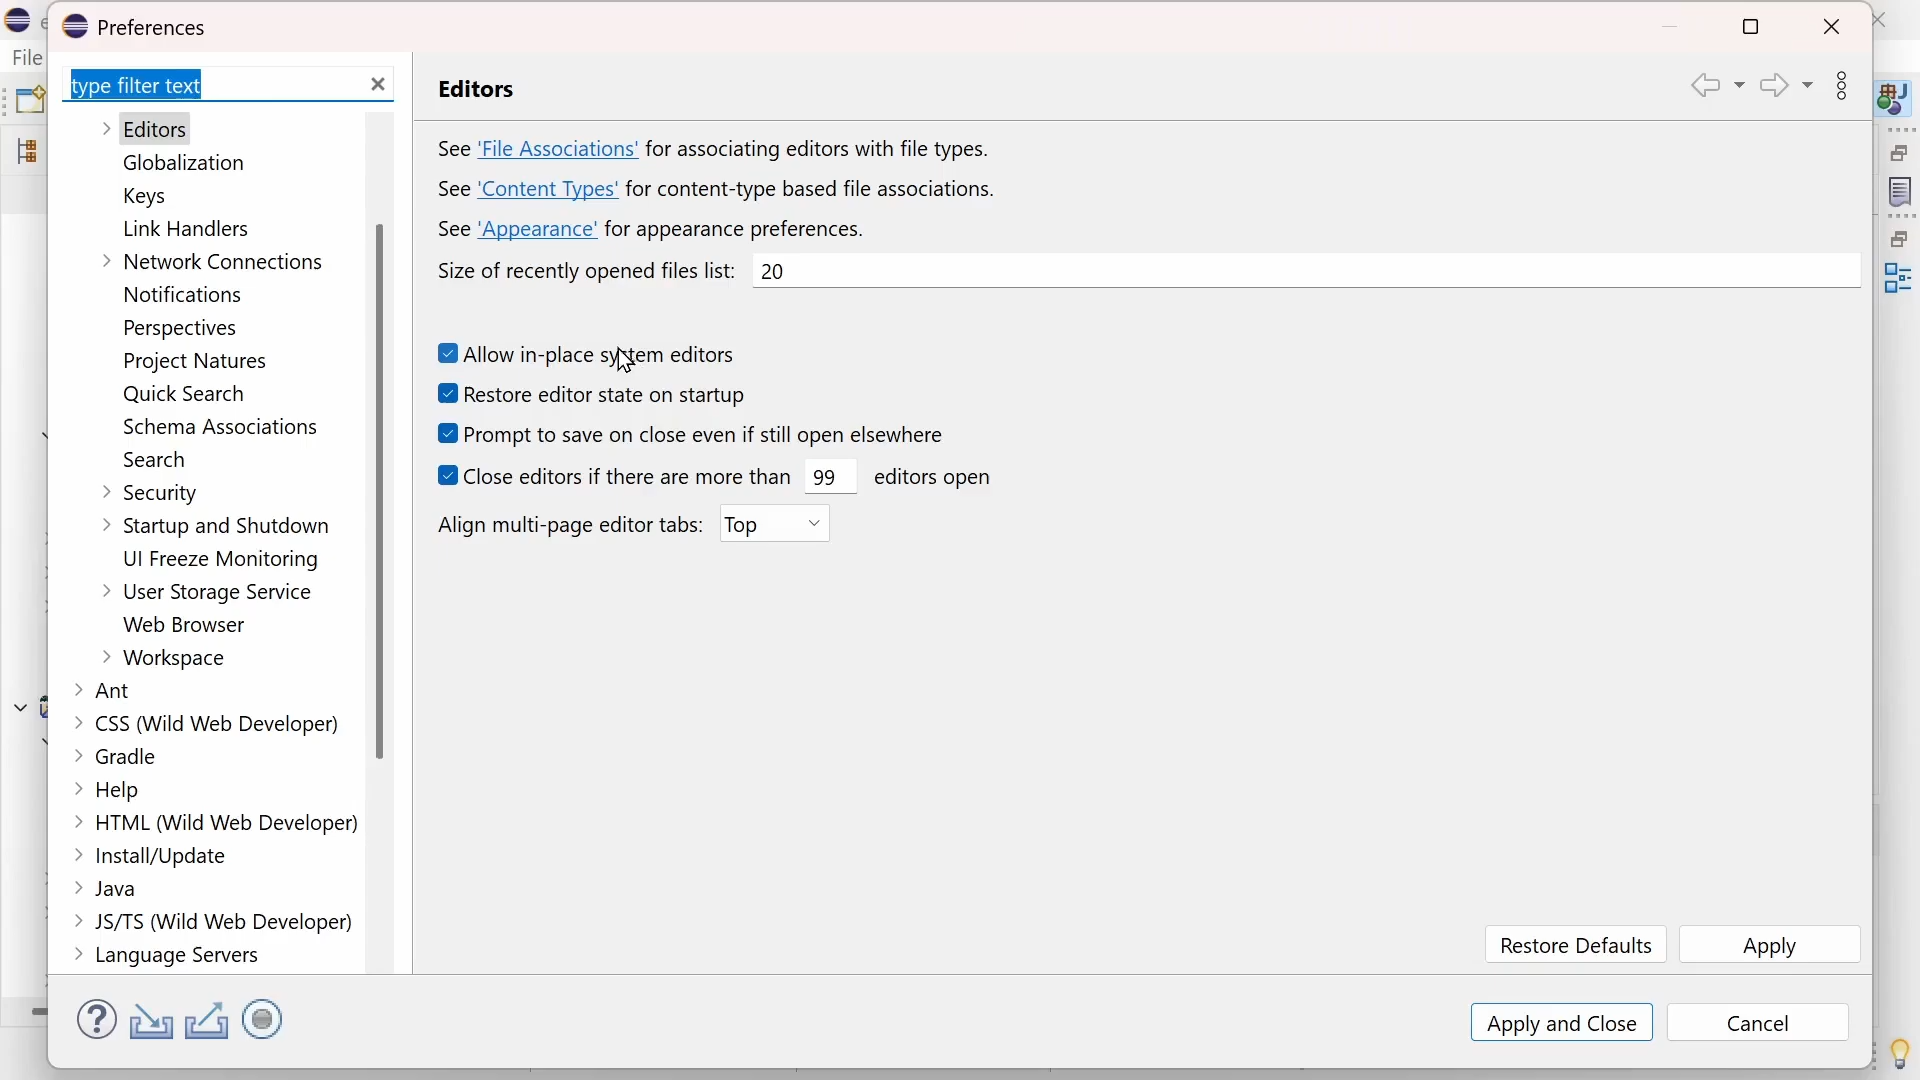 Preferences
File
type filter text
Editors
Globalization
Keys
Link Handlers
Network Connections
Notifications
Perspectives
Project Natures
Quick Search
Schema Associations
Search
Security
Startup and Shutdown
UI Freeze Monitoring
User Storage Service
Web Browser
Workspace
Ant
CSS (Wild Web Developer)
Gradle
Help
HTML (Wild Web Developer)
Install/Update
Java
JS/TS (Wild Web Developer)
Language Servers
Editors
See 'File Associations' for associating editors with file types.
See 'Content Types' for content-type based file associations.
See 'Appearance' for appearance preferences.
Size of recently opened files list: 20
Allow in-place system editors
Restore editor state on startup
Prompt to save on close even if still open elsewhere
Close editors if there are more than 99 editors open
Align multi-page editor tabs: Top
Restore Defaults Apply
Apply and Close Cancel